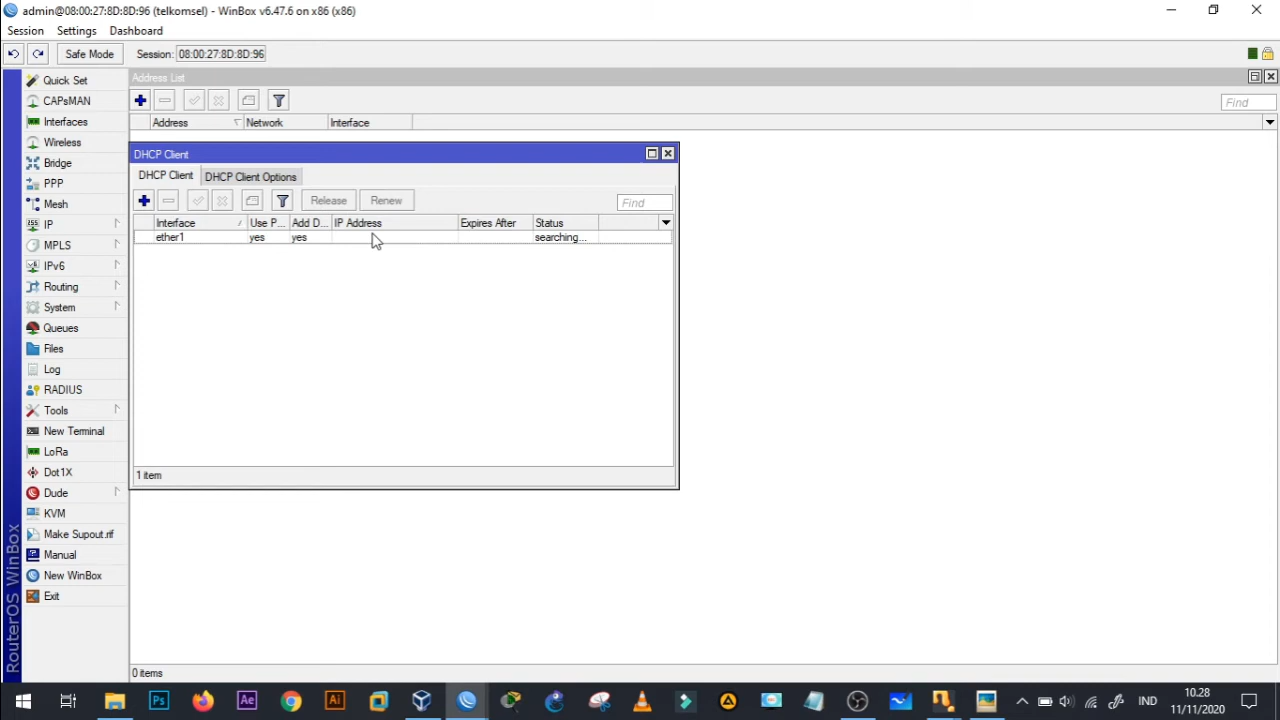 admin@08:00:27:8D:8D:96 (telkomsel) - WinBox v6.47.6 on x86 (x86)
Session Settings Dashboard
Safe Mode Session: 08:00:27:8D:8D:96
Address List
Find
Address Network Interface
DHCP Client
DHCP Client DHCP Client Options
Release Renew Find
Interface Use P... Add D... IP Address Expires After Status
ether1 yes yes searching...
1 item
0 items
Quick Set
CAPsMAN
Interfaces
Wireless
Bridge
PPP
Mesh
IP
MPLS
IPv6
Routing
System
Queues
Files
Log
RADIUS
Tools
New Terminal
LoRa
Dot1X
Dude
KVM
Make Supout.rif
Manual
New WinBox
Exit
RouterOS WinBox
Ps Ae Ai IND 10.28
11/11/2020